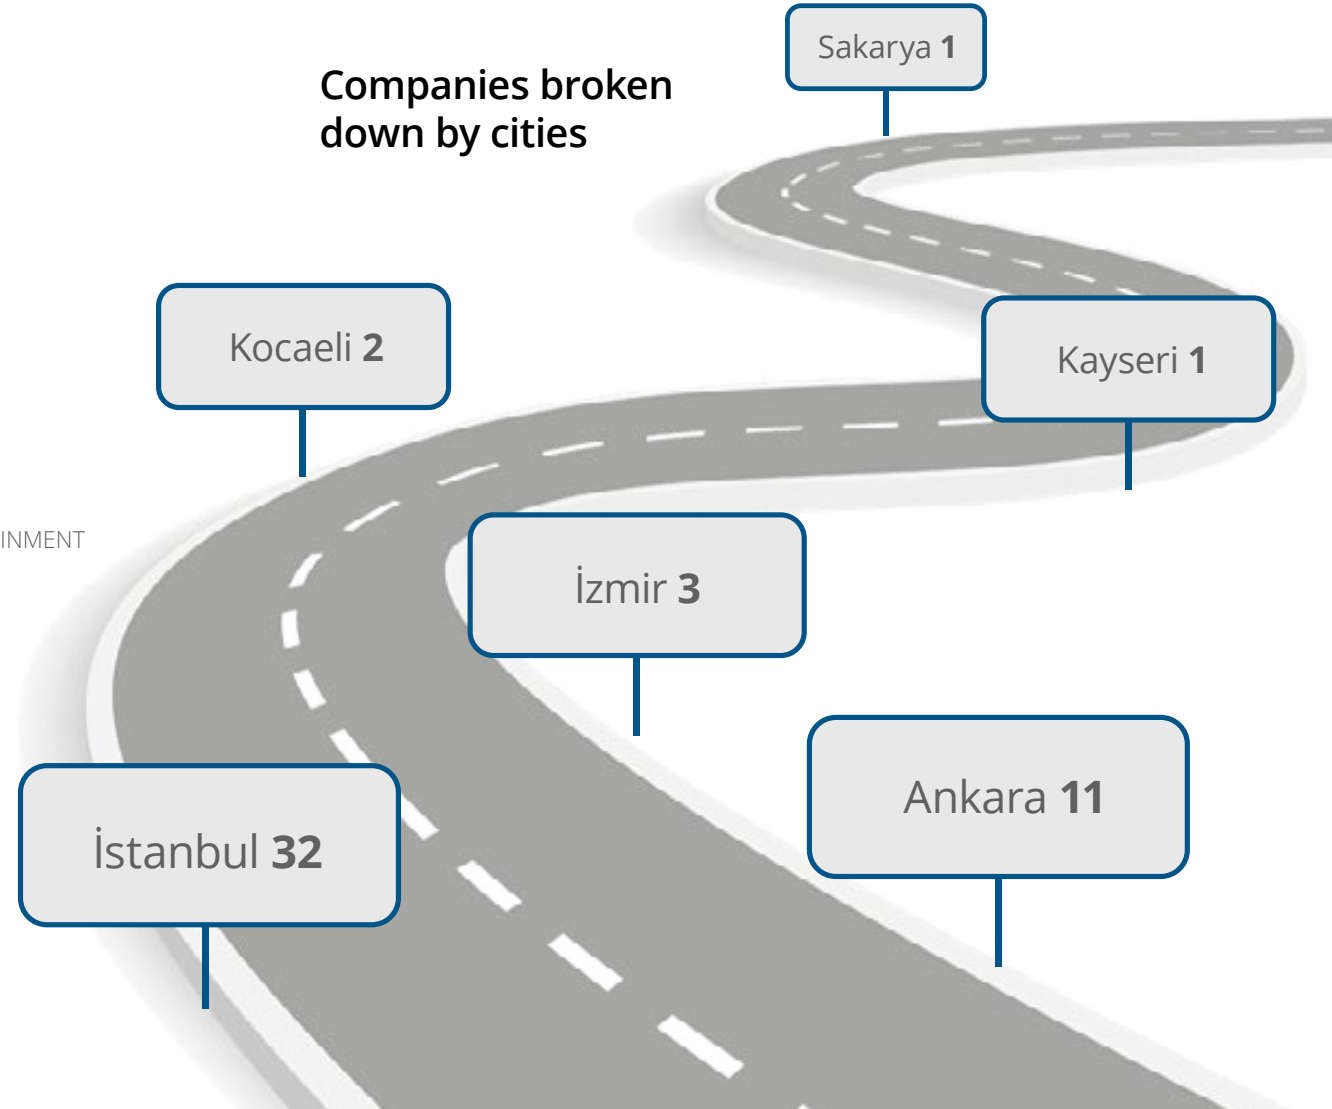 Sakarya 1
Companies broken
down by cities
Kocaeli 2
Kayseri 1
INMENT
İzmir 3
Ankara 11
İstanbul 32